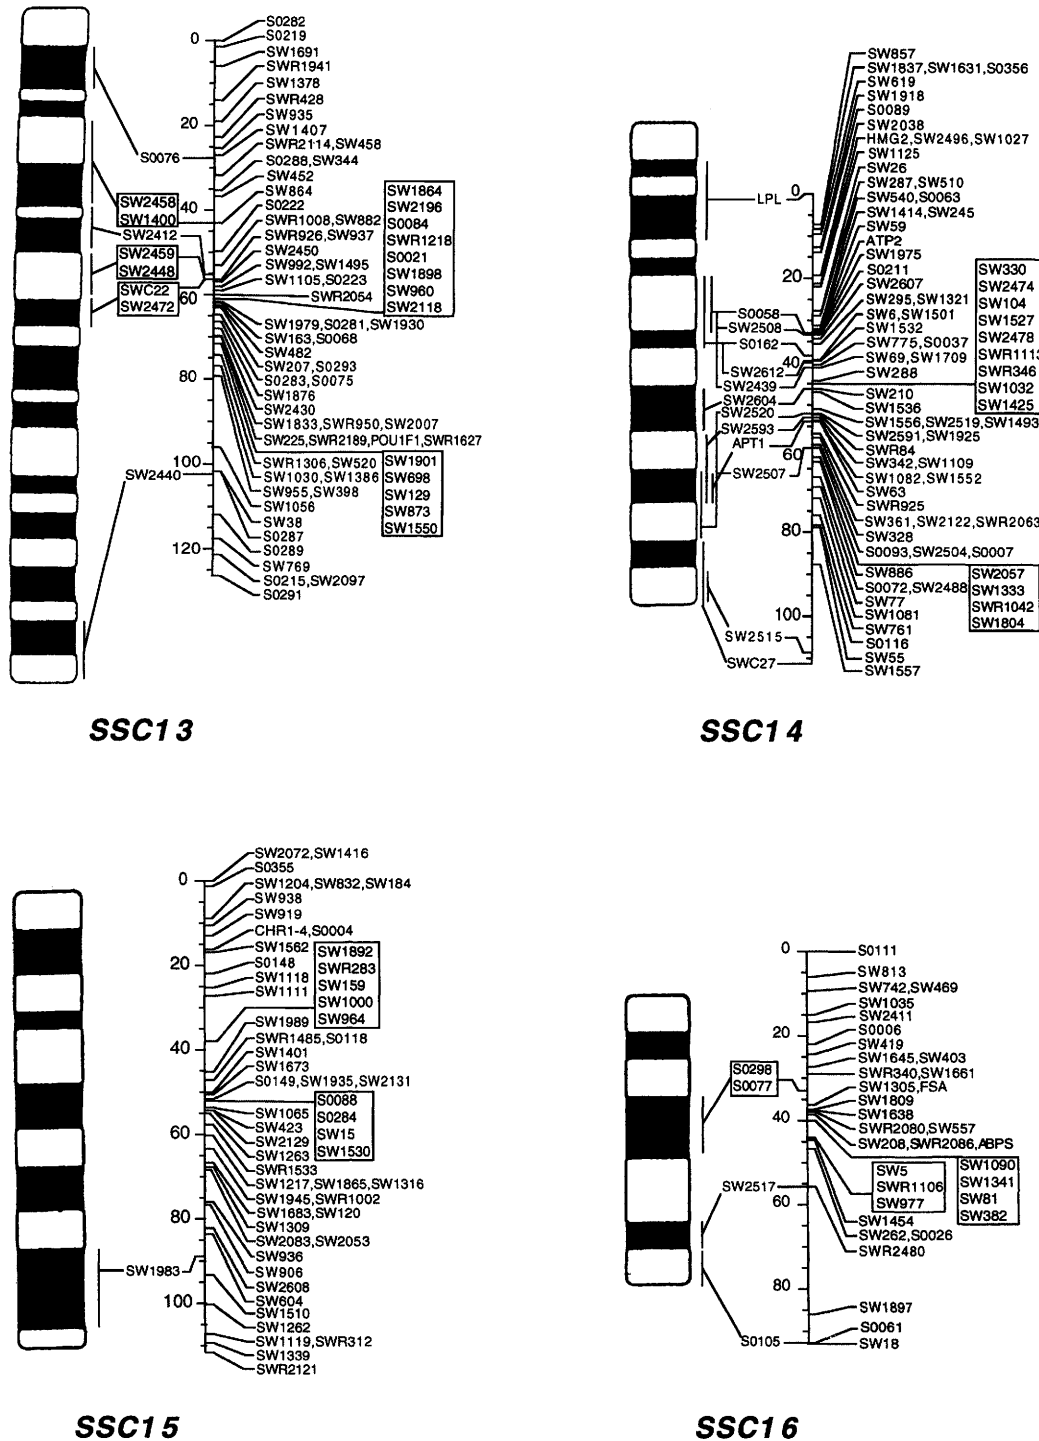 0
S0282
S0219
SW1691
SWR1941
SW1378
SWR428
SW935
20
SW1407
SWR2114,SW458
S0076
S0288,SW344
SW452
SW864
S0222
SWR1008,SW882
SWR926,SW937
SW2450
SW992,SW1495
SW1105,S0223
SWR2054
SW2458
SW1400
40
SW2412
SW2459
SW2448
SWC22
SW2472
60
SW1864
SW2196
S0084
SWR1218
S0021
SW1898
SW960
SW2118
SW1979,S0281,SW1930
SW163,S0068
SW482
SW207,S0293
S0283,S0075
80
SW1876
SW2430
SW1833,SWR950,SW2007
SW225,SWR2189,POU1F1,SWR1627
SWR1306,SW520
100
SW2440
SW1030,SW1386
SW955,SW398
SW1056
SW38
S0287
S0289
120
SW769
S0215,SW2097
S0291
SW1901
SW698
SW129
SW873
SW1550
SSC13
SW857
SW1837,SW1631,S0356
SW619
SW1918
S0089
SW2038
HMG2,SW2496,SW1027
SW1125
SW26
SW287,SW510
LPL
0
SW540,S0063
SW1414,SW245
SW59
ATP2
SW1975
S0211
20
SW2607
SW295,SW1321
S0058
SW6,SW1501
SW2508
SW1532
S0162
SW775,S0037
SW69,SW1709
40
SW2612
SW288
SW2439
SW210
SW2604
SW1536
SW2520
SW1556,SW2519,SW1493
SW2593
SW2591,SW1925
APT1
SWR84
60
SW342,SW1109
SW2507
SW1082,SW1552
SW63
SWR925
SW361,SW2122,SWR2063
80
SW328
S0093,SW2504,S0007
SW886
S0072,SW2488
SW77
100
SW1081
SW761
SW2515
S0116
SW55
SWC27
SW1557
SW330
SW2474
SW104
SW1527
SW2478
SWR1113
SWR346
SW1032
SW1425
SW2057
SW1333
SWR1042
SW1804
SSC14
SW2072,SW1416
S0355
0
SW1204,SW832,SW184
SW938
SW919
CHR1-4,S0004
SW1562
20
S0148
SW1118
SW1111
SW1892
SWR283
SW159
SW1000
SW964
SW1989
SWR1485,S0118
40
SW1401
SW1673
S0149,SW1935,SW2131
S0088
S0284
SW15
SW1530
SW1065
SW423
60
SW2129
SW1263
SWR1533
SW1217,SW1865,SW1316
SW1945,SWR1002
SW1683,SW120
80
SW1309
SW2083,SW2053
SW936
SW1983
SW906
SW2608
100
SW604
SW1510
SW1262
SW1119,SWR312
SW1339
SWR2121
SSC15
0
S0111
SW813
SW742,SW469
SW1035
SW2411
20
S0006
SW419
SW1645,SW403
S0298
S0077
SWR340,SW1661
SW1305,FSA
SW1809
40
SW1638
SWR2080,SW557
SW208,SWR2086,ABPS
SW5
SWR1106
SW977
SW1090
SW1341
SW81
SW382
SW2517
60
SW1454
SW262,S0026
SWR2480
80
SW1897
S0061
S0105
SW18
SSC16